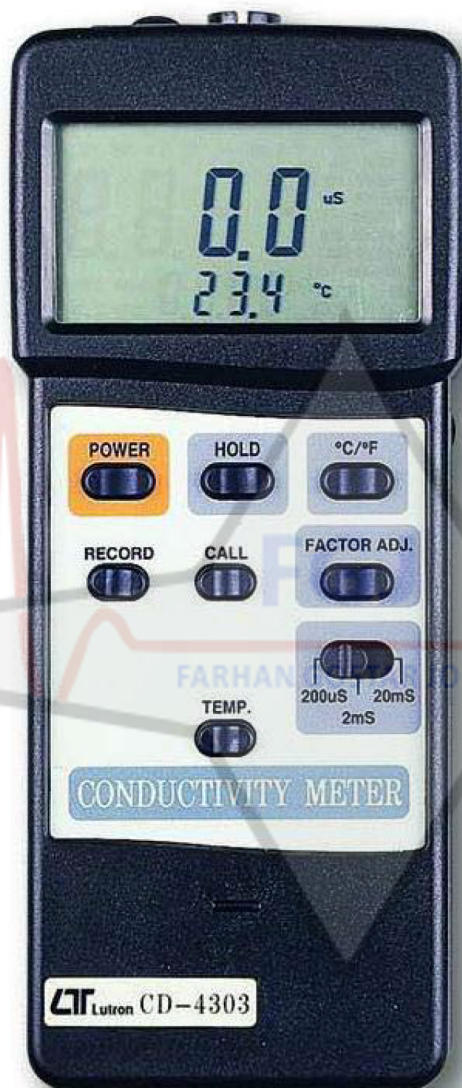 0.0 uS
23.4 °C
POWER HOLD °C/°F
RECORD CALL FACTOR ADJ.
200uS 20mS
2mS
TEMP.
CONDUCTIVITY METER
Lutron CD-4303